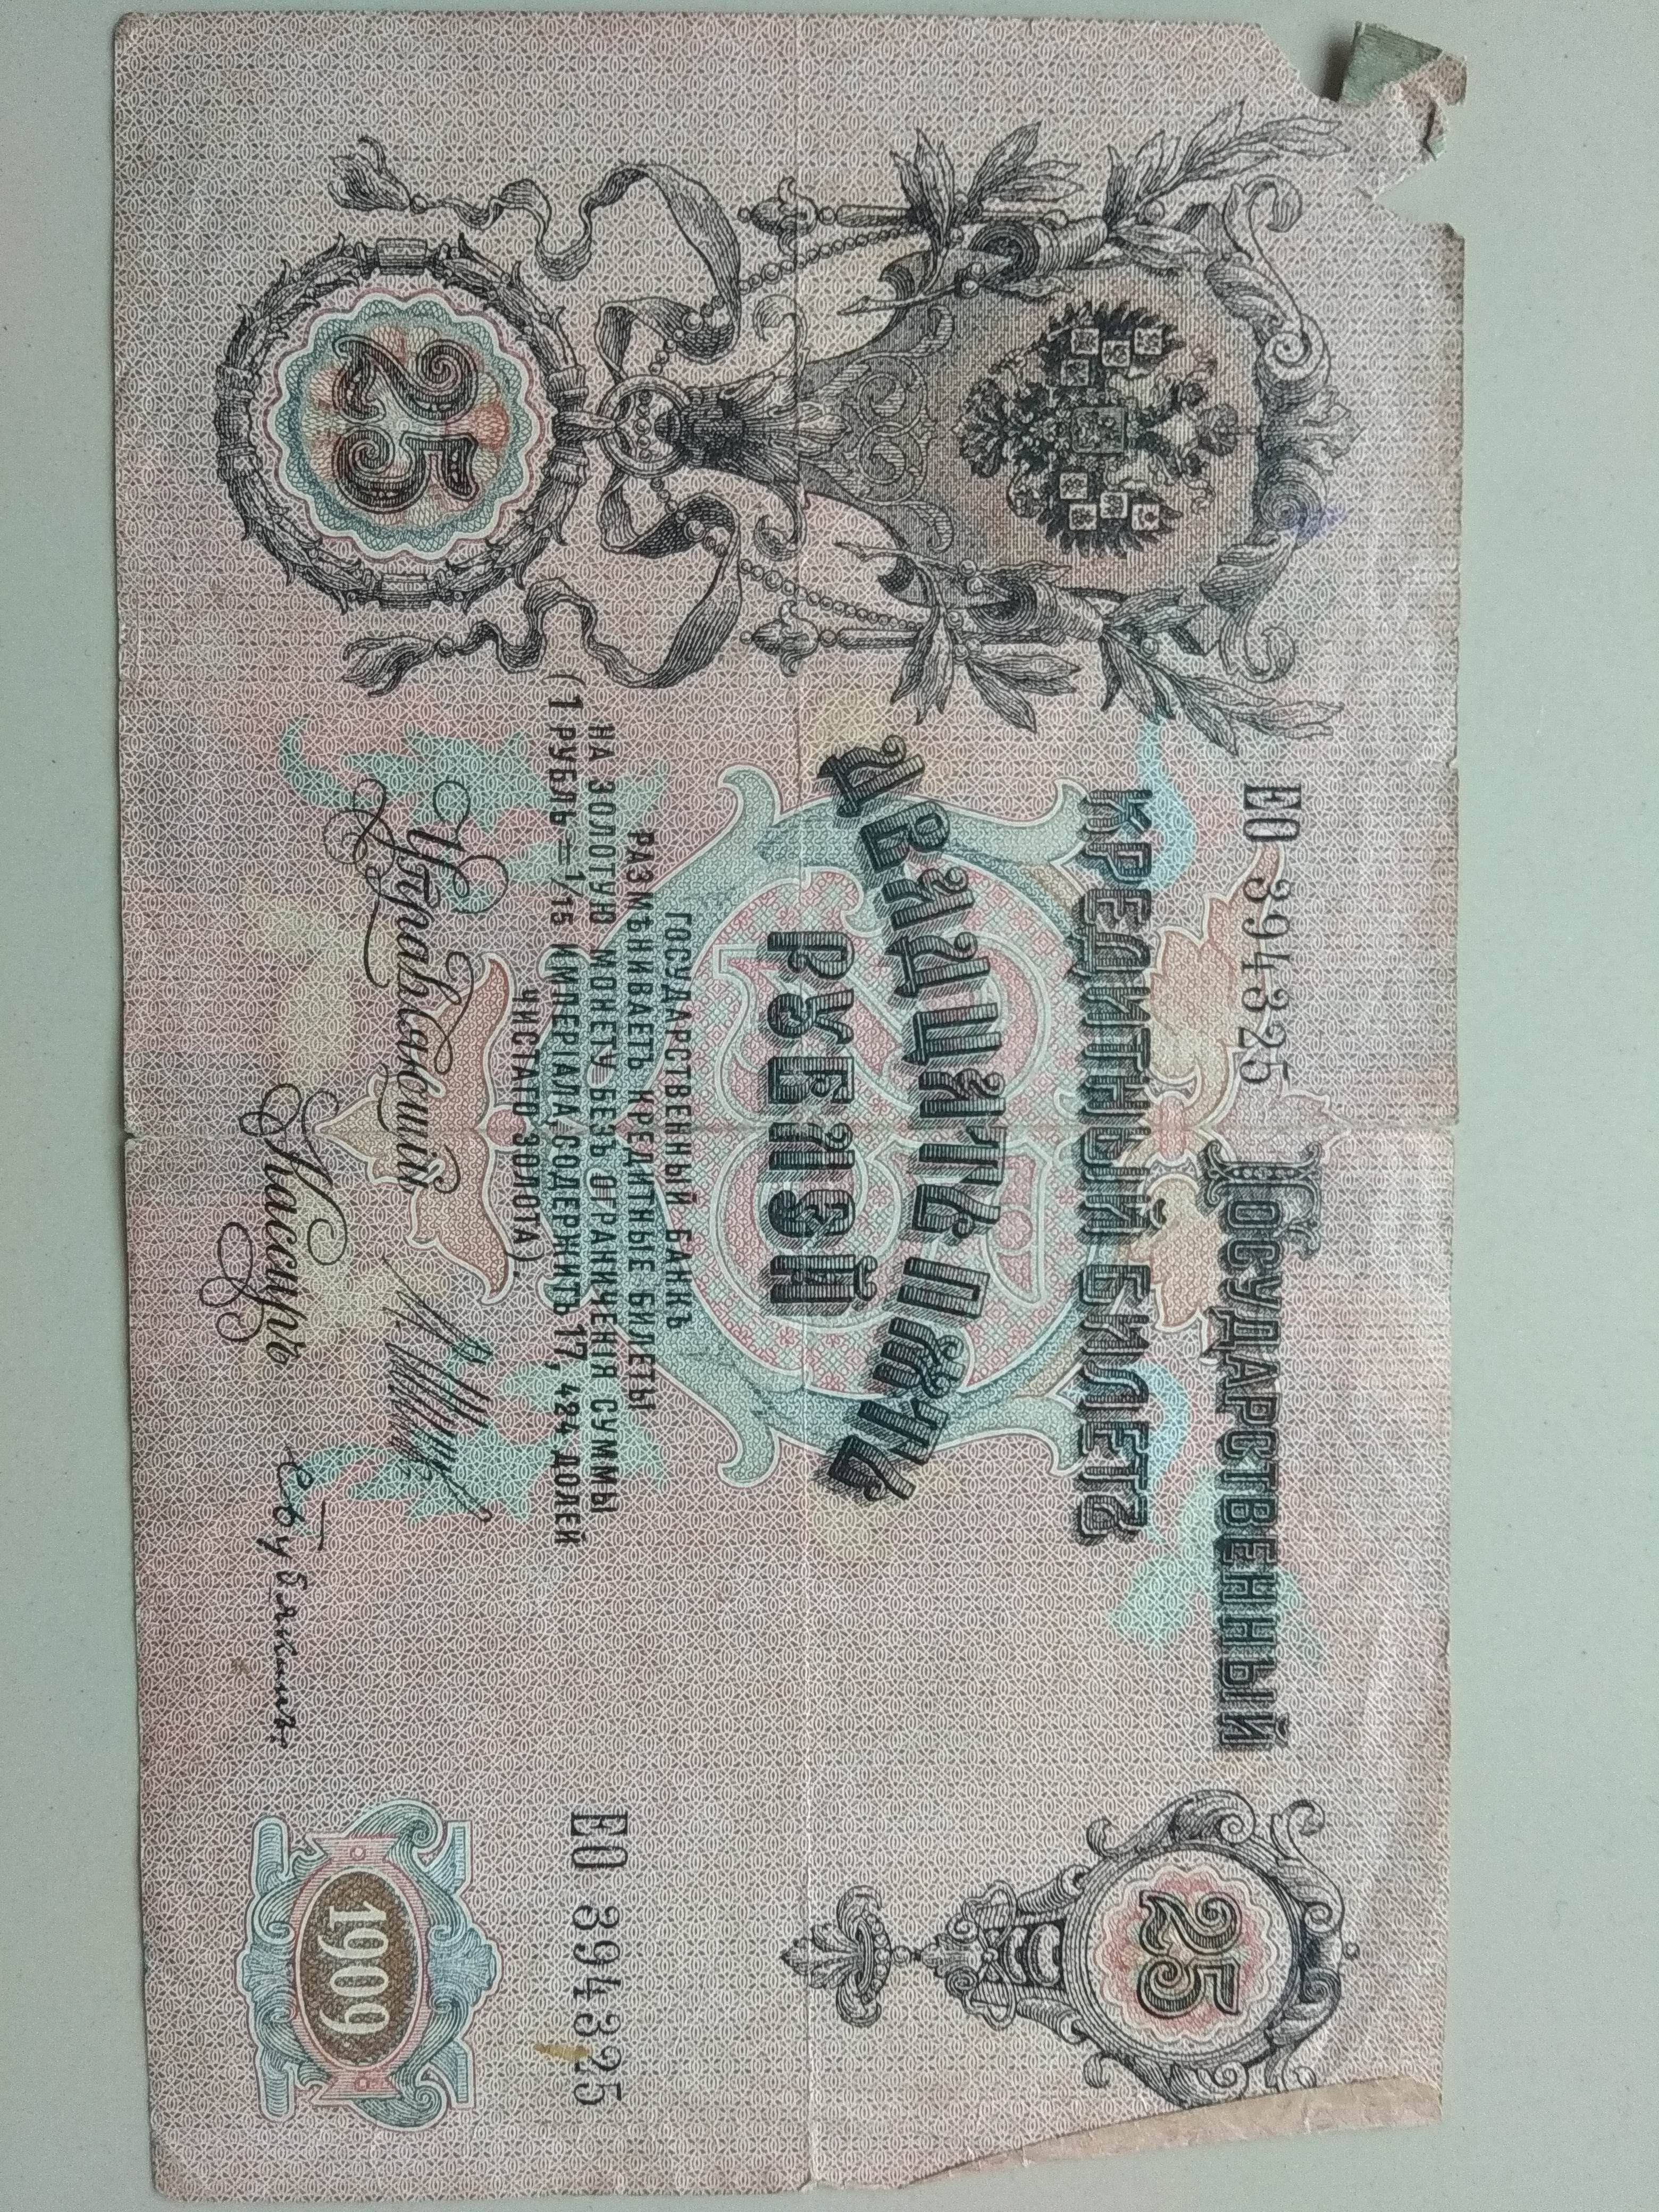 ЕО 394325
Государственный
25
КРЕДИТНЫЙ БИЛЕТЪ
ДВАДЦАТЬ ПЯТЬ
РУБЛЕЙ
ГОСУДАРСТВЕННЫЙ БАНКЪ
РАЗМѢНИВАЕТЪ КРЕДИТНЫЕ БИЛЕТЫ
НА ЗОЛОТУЮ МОНЕТУ БЕЗЪ ОГРАНИЧЕНІЯ СУММЫ
(1 РУБЛЬ = 1/15 ИМПЕРІАЛА, СОДЕРЖИТЪ 17,424 ДОЛЕЙ
ЧИСТАГО ЗОЛОТА).
ЕО 394325
25
Управляющій
Кассиръ
1909